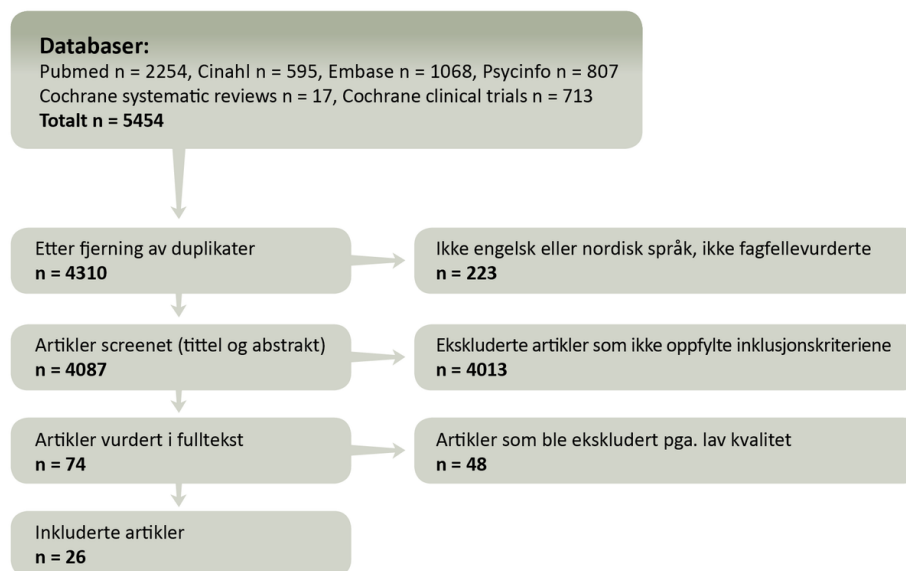 Databaser:
Pubmed n = 2254, Cinahl n = 595, Embase n = 1068, Psycinfo n = 807
Cochrane systematic reviews n = 17, Cochrane clinical trials n = 713
Totalt n = 5454
Etter fjerning av duplikater
n = 4310
Ikke engelsk eller nordisk språk, ikke fagfellevurderte
n = 223
Artikler screenet (tittel og abstrakt)
n = 4087
Ekskluderte artikler som ikke oppfylte inklusjonskriteriene
n = 4013
Artikler vurdert i fulltekst
n = 74
Artikler som ble ekskludert pga. lav kvalitet
n = 48
Inkluderte artikler
n = 26